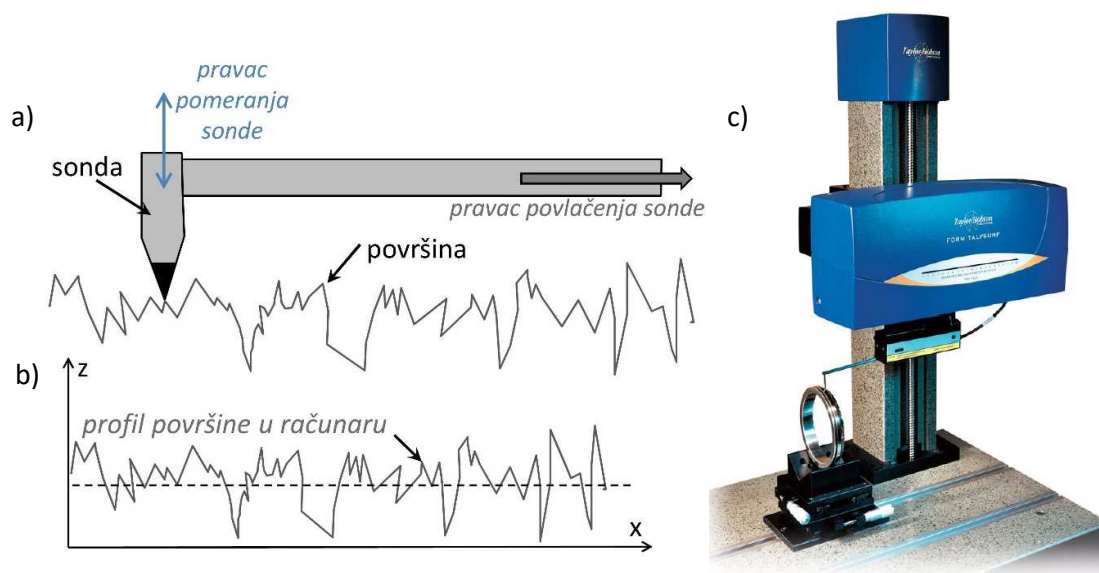 a)
pravac
pomeranja
sonde
sonda
pravac povlačenja sonde
površina
b)
z
profil površine u računaru
x
c)
Taylor Hobson
Taylor Hobson
FORM TALYSURF